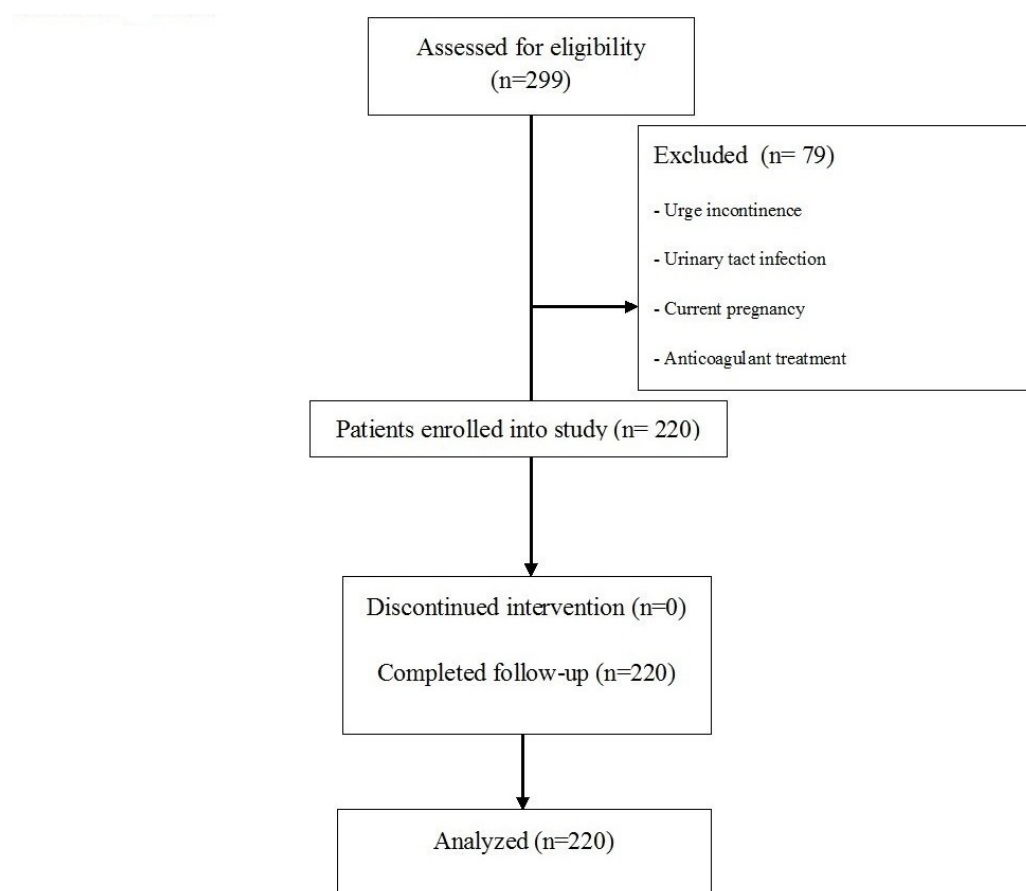 Assessed for eligibility
(n=299)
Excluded (n= 79)
- Urge incontinence
- Urinary tact infection
- Current pregnancy
- Anticoagulant treatment
Patients enrolled into study (n= 220)
Discontinued intervention (n=0)
Completed follow-up (n=220)
Analyzed (n=220)